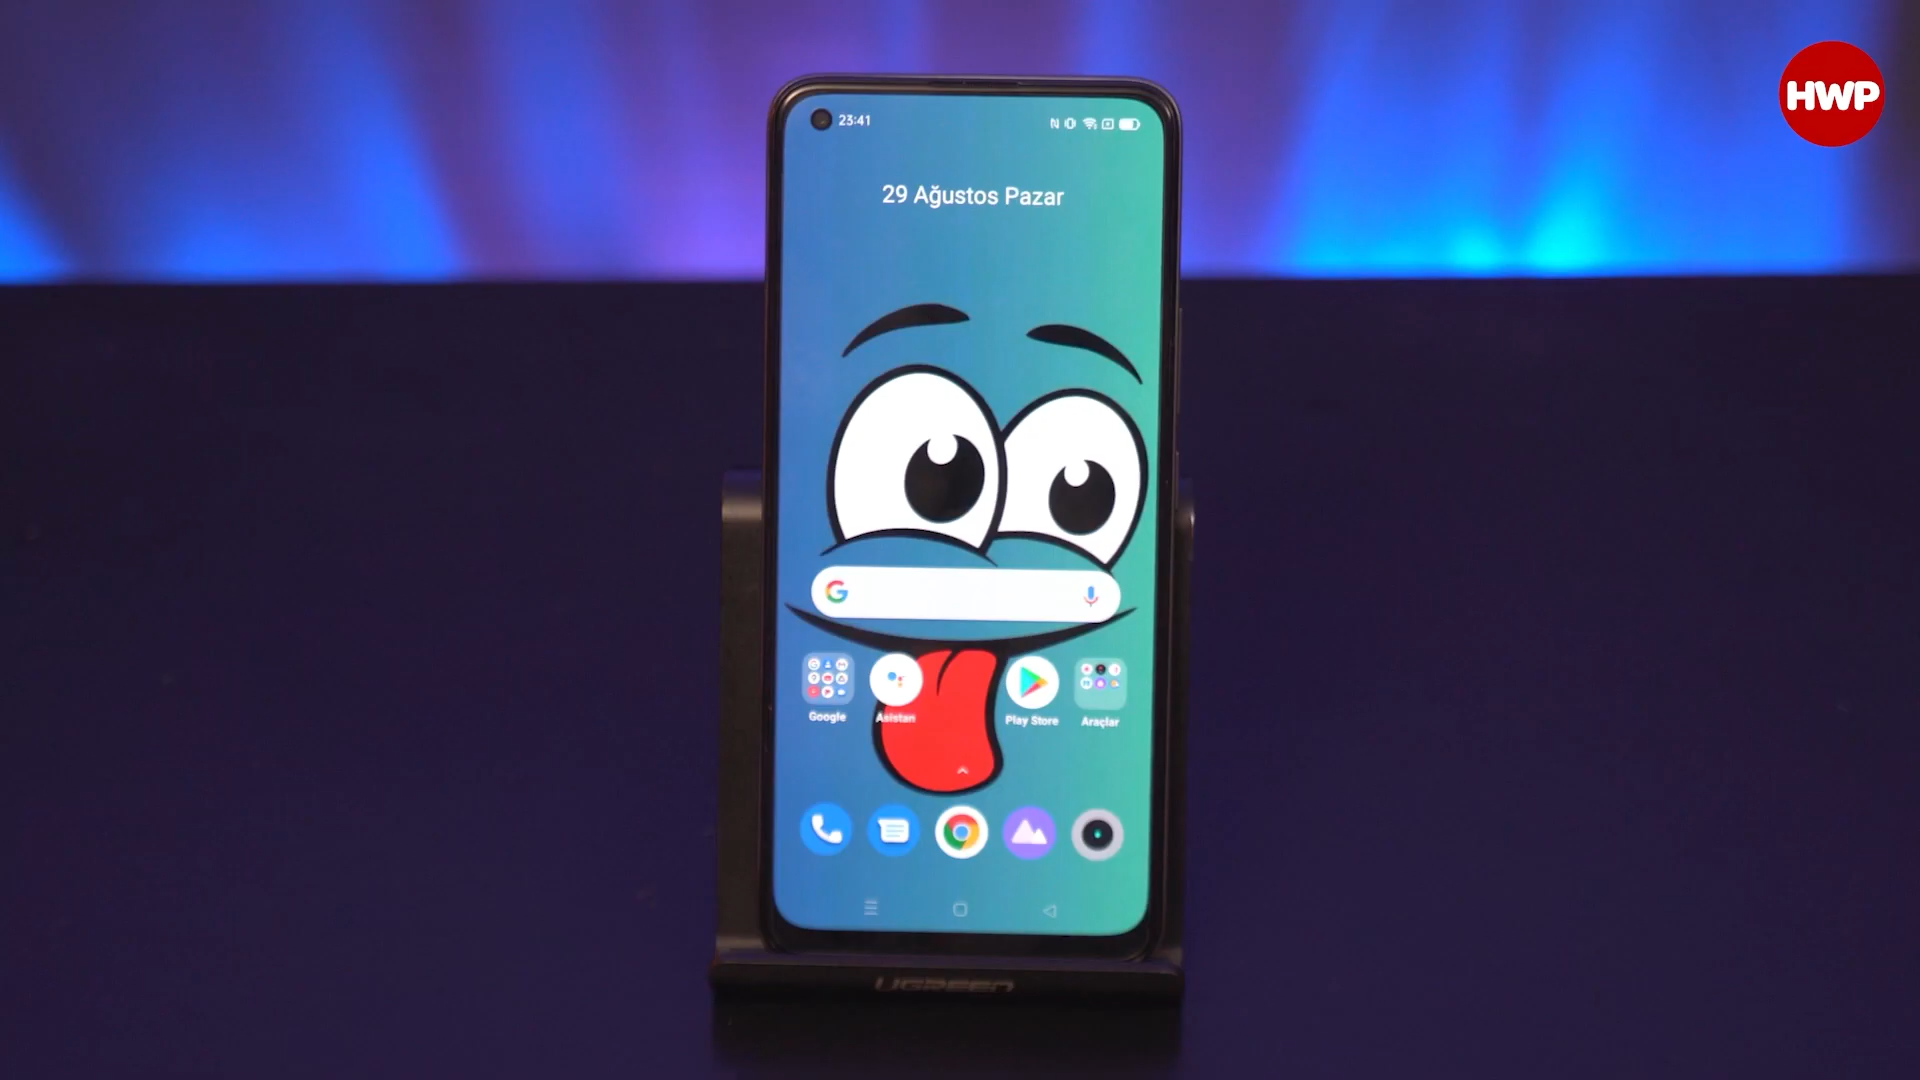 HWP
23:41
29 Ağustos Pazar
Google
Asistan
Play Store
Araçlar
UGREEN